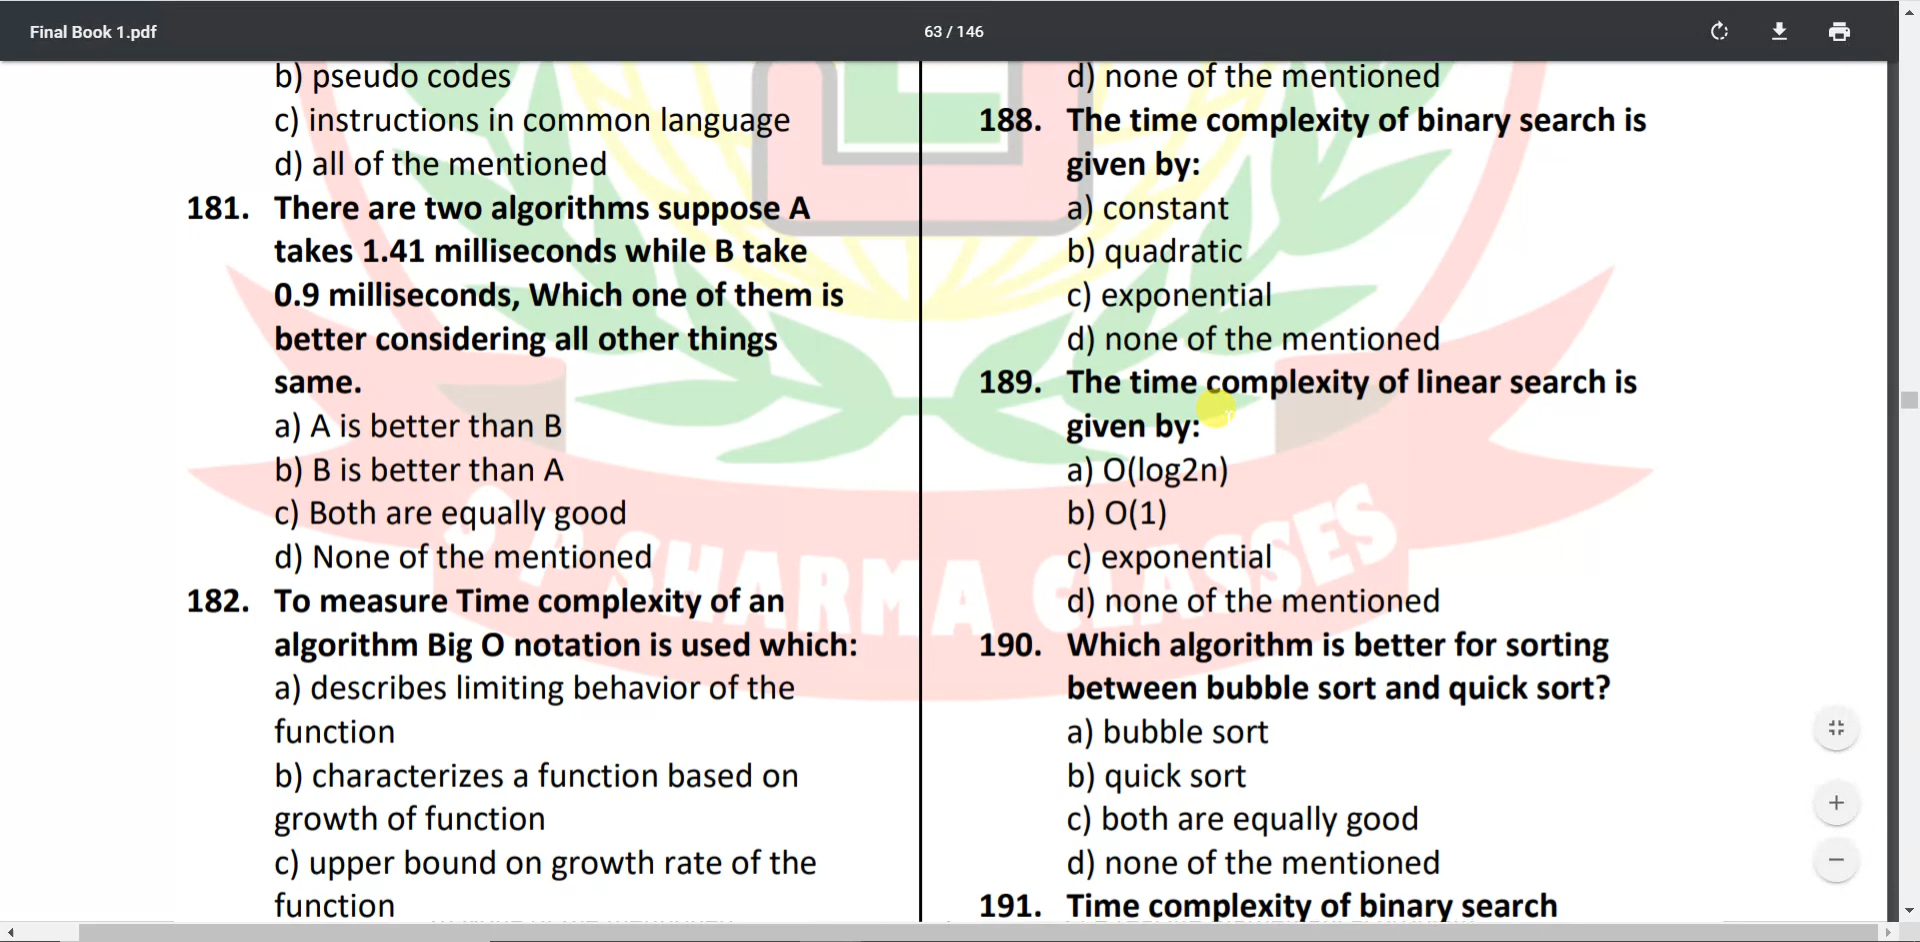 Final Book 1.pdf
63 / 146
b) pseudo codes
c) instructions in common language
d) all of the mentioned
181. There are two algorithms suppose A
takes 1.41 milliseconds while B take
0.9 milliseconds, Which one of them is
better considering all other things
same.
a) A is better than B
b) B is better than A
c) Both are equally good
d) None of the mentioned
182. To measure Time complexity of an
algorithm Big O notation is used which:
a) describes limiting behavior of the
function
b) characterizes a function based on
growth of function
c) upper bound on growth rate of the
function
d) none of the mentioned
188. The time complexity of binary search is
given by:
a) constant
b) quadratic
c) exponential
d) none of the mentioned
189. The time complexity of linear search is
given by:
a) O(log2n)
b) O(1)
c) exponential
d) none of the mentioned
190. Which algorithm is better for sorting
between bubble sort and quick sort?
a) bubble sort
b) quick sort
c) both are equally good
d) none of the mentioned
191. Time complexity of binary search
SHARMA CLASSES